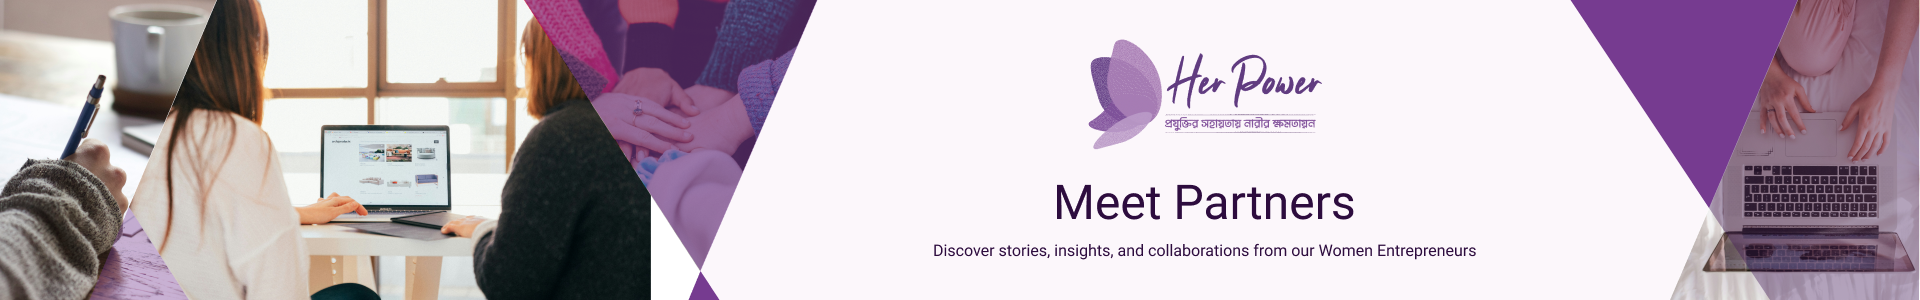 Her Power
প্রযুক্তির সহায়তায় নারীর ক্ষমতায়ন
Meet Partners
Discover stories, insights, and collaborations from our Women Entrepreneurs